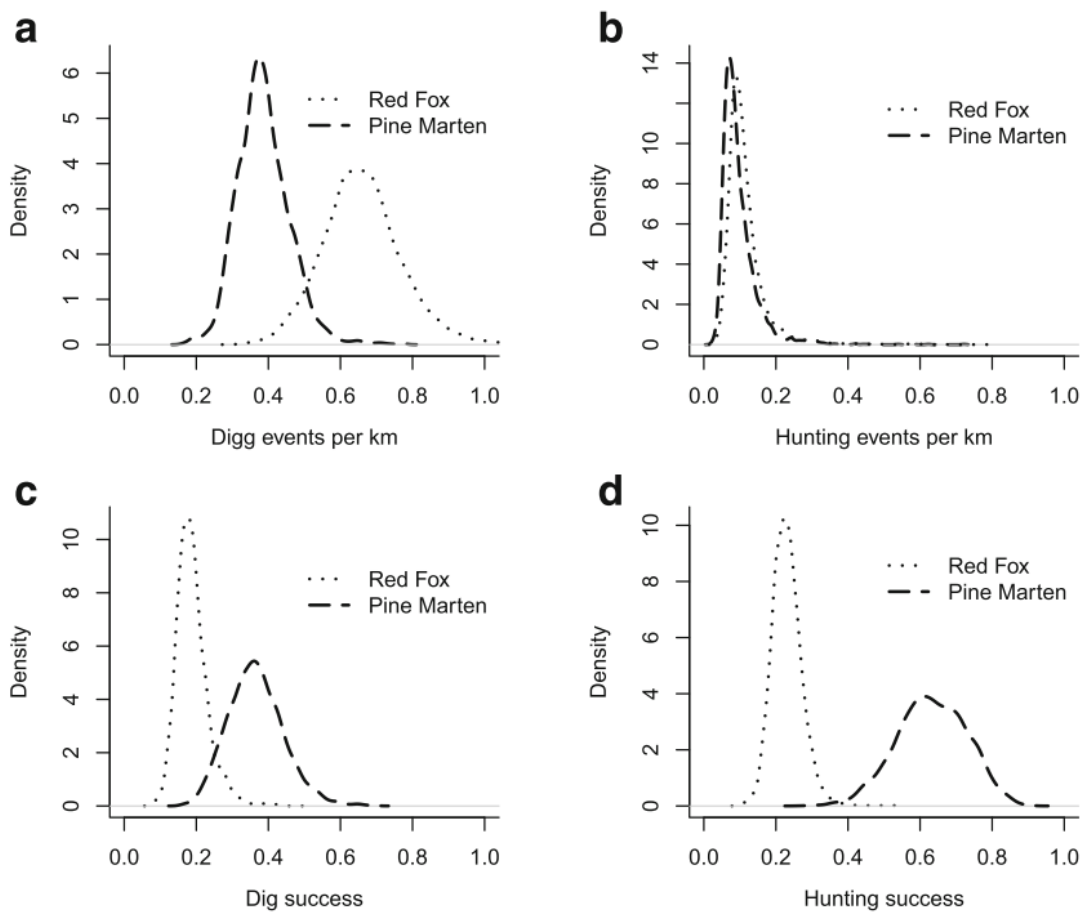 a
Density
0 1 2 3 4 5 6
Red Fox
Pine Marten
0.0 0.2 0.4 0.6 0.8 1.0
Digg events per km
b
Density
0 2 4 6 8 10 14
Red Fox
Pine Marten
0.0 0.2 0.4 0.6 0.8 1.0
Hunting events per km
c
Density
0 2 4 6 8 10
Red Fox
Pine Marten
0.0 0.2 0.4 0.6 0.8 1.0
Dig success
d
Density
0 2 4 6 8 10
Red Fox
Pine Marten
0.0 0.2 0.4 0.6 0.8 1.0
Hunting success